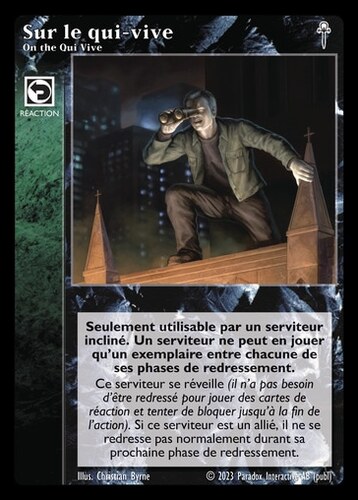 Sur le qui-vive
On the Qui Vive
RÉACTION
Seulement utilisable par un serviteur
incliné. Un serviteur ne peut en jouer
qu'un exemplaire entre chacune de
ses phases de redressement.
Ce serviteur se réveille (il n'a pas besoin
d'être redressé pour jouer des cartes de
réaction et tenter de bloquer jusqu'à la fin de
l'action). Si ce serviteur est un allié, il ne se
redresse pas normalement durant sa
prochaine phase de redressement.
Illus. Christian Byrne © 2023 Paradox Interactive AB (publ)